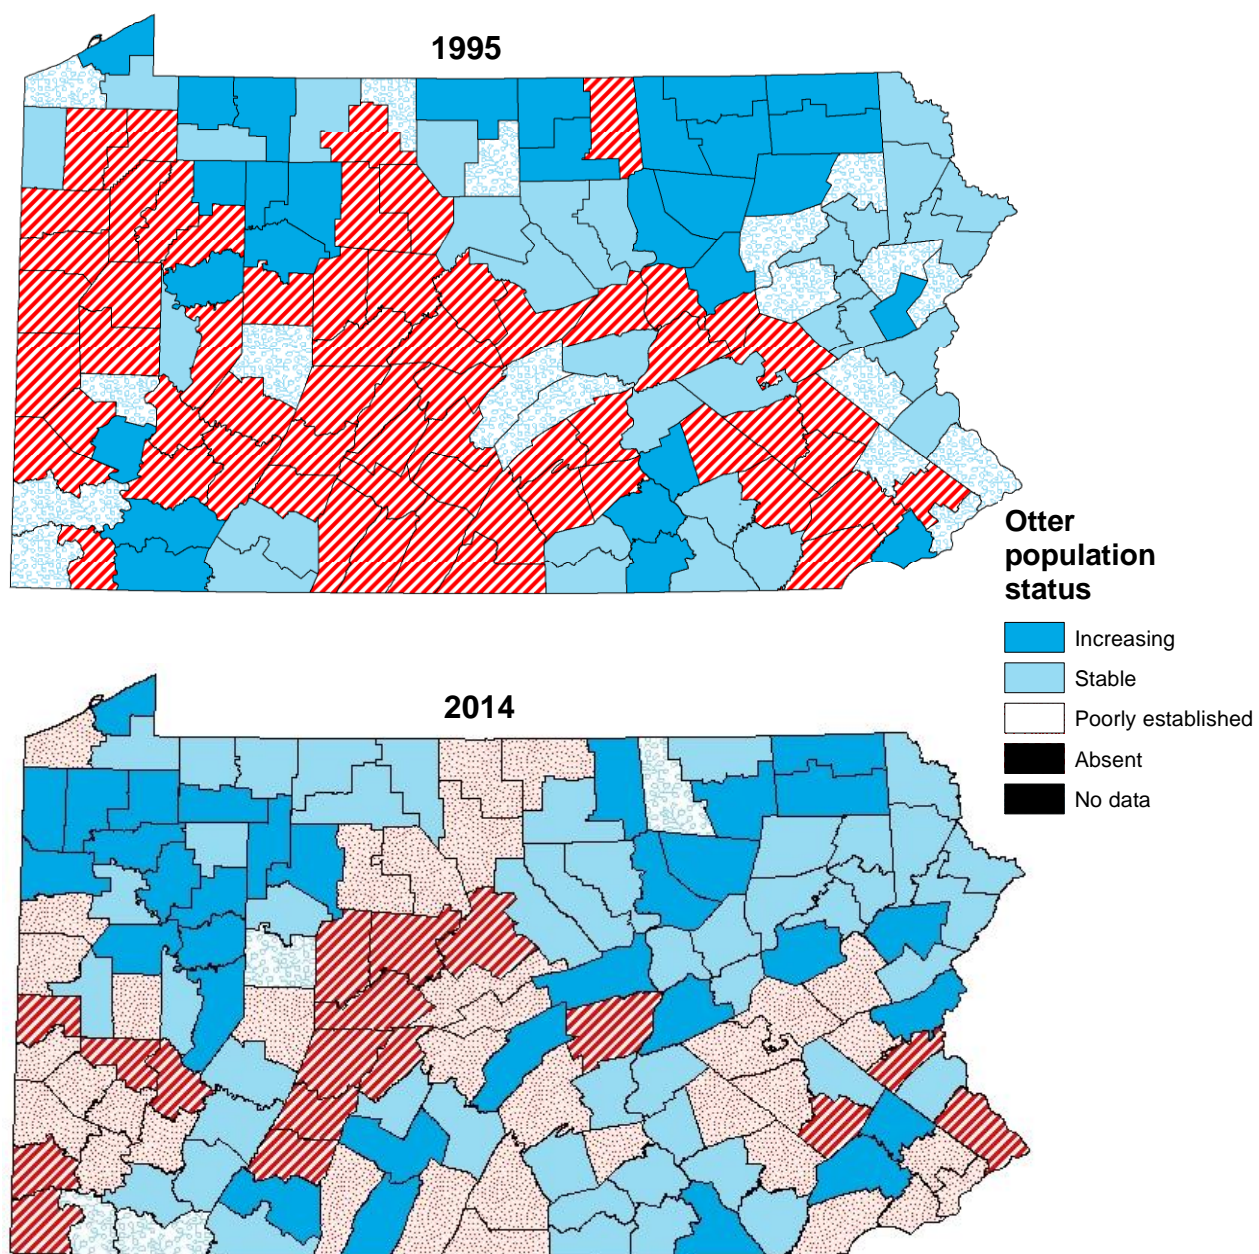 1995
Otter
population
status
Increasing
Stable
Poorly established
Absent
No data
2014